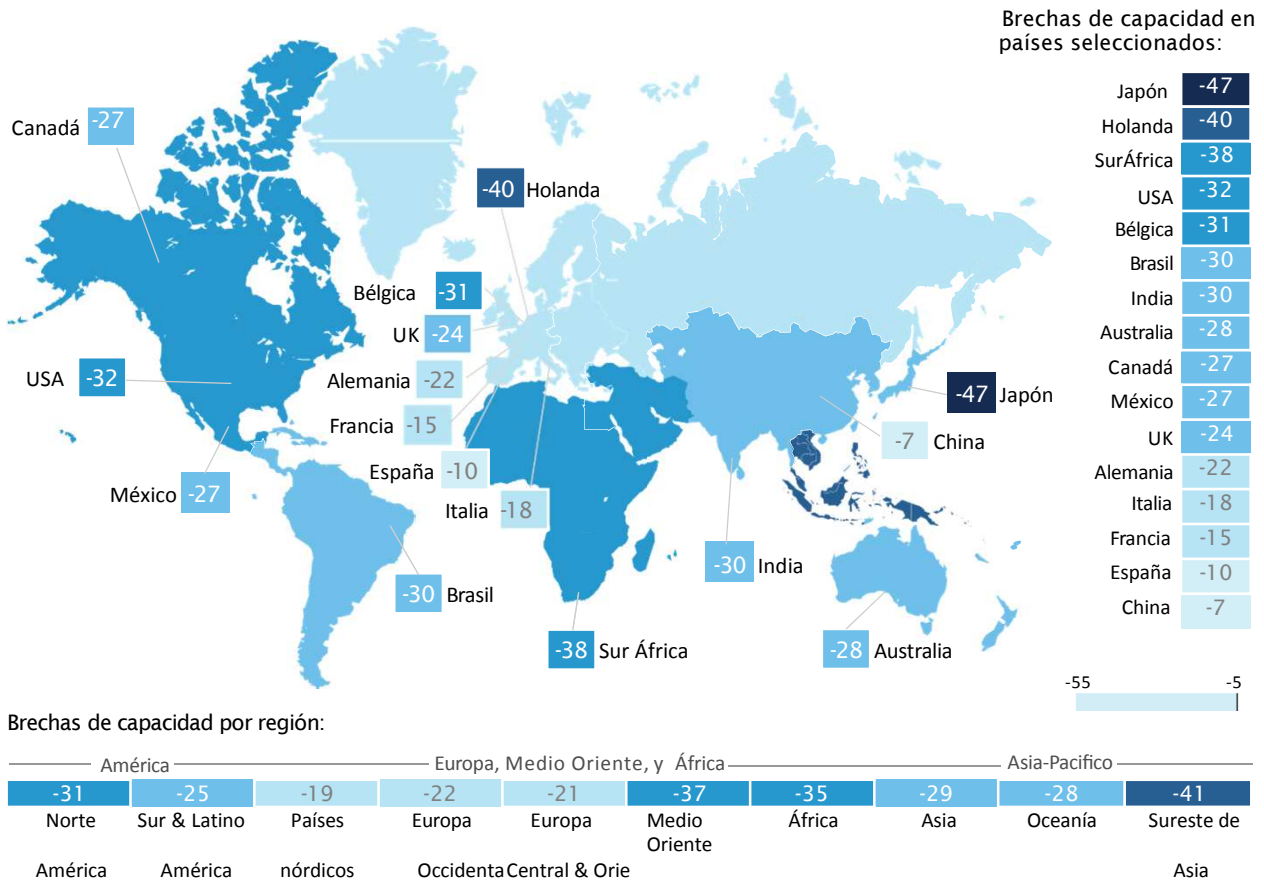 Brechas de capacidad en
países seleccionados:
Japón -47
Holanda -40
SurÁfrica -38
USA -32
Bélgica -31
Brasil -30
India -30
Australia -28
Canadá -27
México -27
UK -24
Alemania -22
Italia -18
Francia -15
España -10
China -7
-55 -5
Canadá -27
-40 Holanda
Bélgica -31
UK -24
USA -32
Alemania -22
-47 Japón
Francia -15
-7 China
España -10
México -27
Italia -18
-30 India
-30 Brasil
-38 Sur África
-28 Australia
Brechas de capacidad por región:
América Europa, Medio Oriente, y África Asia-Pacifico
-31 -25 -19 -22 -21 -37 -35 -29 -28 -41
Norte Sur & Latino Países Europa Europa Medio África Asia Oceanía Sureste de
Oriente
América América nórdicos Occidenta Central & Orie Asia